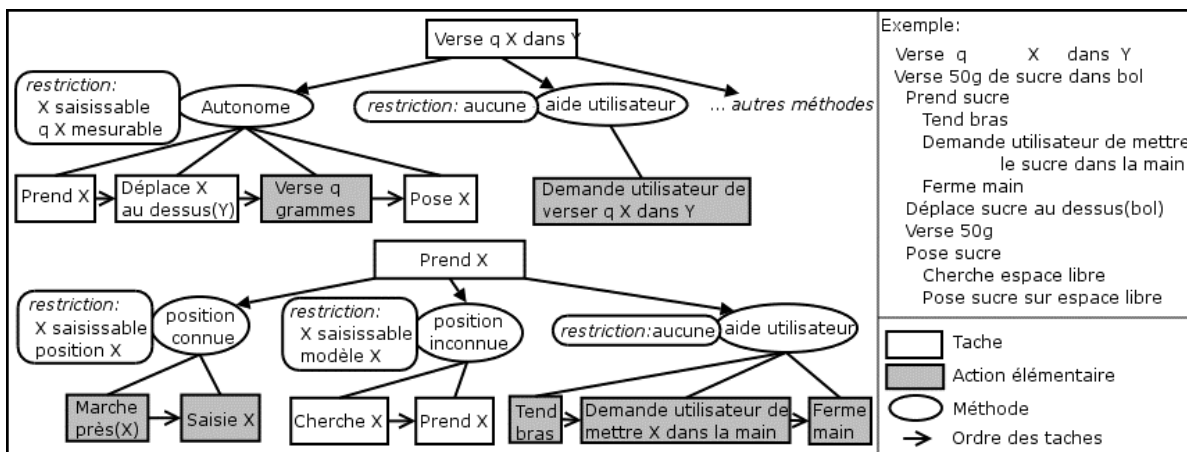 Verse q X dans Y
restriction:
X saisissable
q X mesurable
Autonome
restriction: aucune
aide utilisateur
... autres méthodes
Prend X
Déplace X
au dessus(Y)
Verse q
grammes
Pose X
Demande utilisateur de
verser q X dans Y
Prend X
restriction:
X saisissable
position X
position
connue
restriction:
X saisissable
modèle X
position
inconnue
restriction:aucune
aide utilisateur
Marche
près(X)
Saisie X
Cherche X
Prend X
Tend
bras
Demande utilisateur de
mettre X dans la main
Ferme
main
Exemple:
Verse q X dans Y
Verse 50g de sucre dans bol
Prend sucre
Tend bras
Demande utilisateur de mettre
le sucre dans la main
Ferme main
Déplace sucre au dessus(bol)
Verse 50g
Pose sucre
Cherche espace libre
Pose sucre sur espace libre
Tache
Action élémentaire
Méthode
Ordre des taches